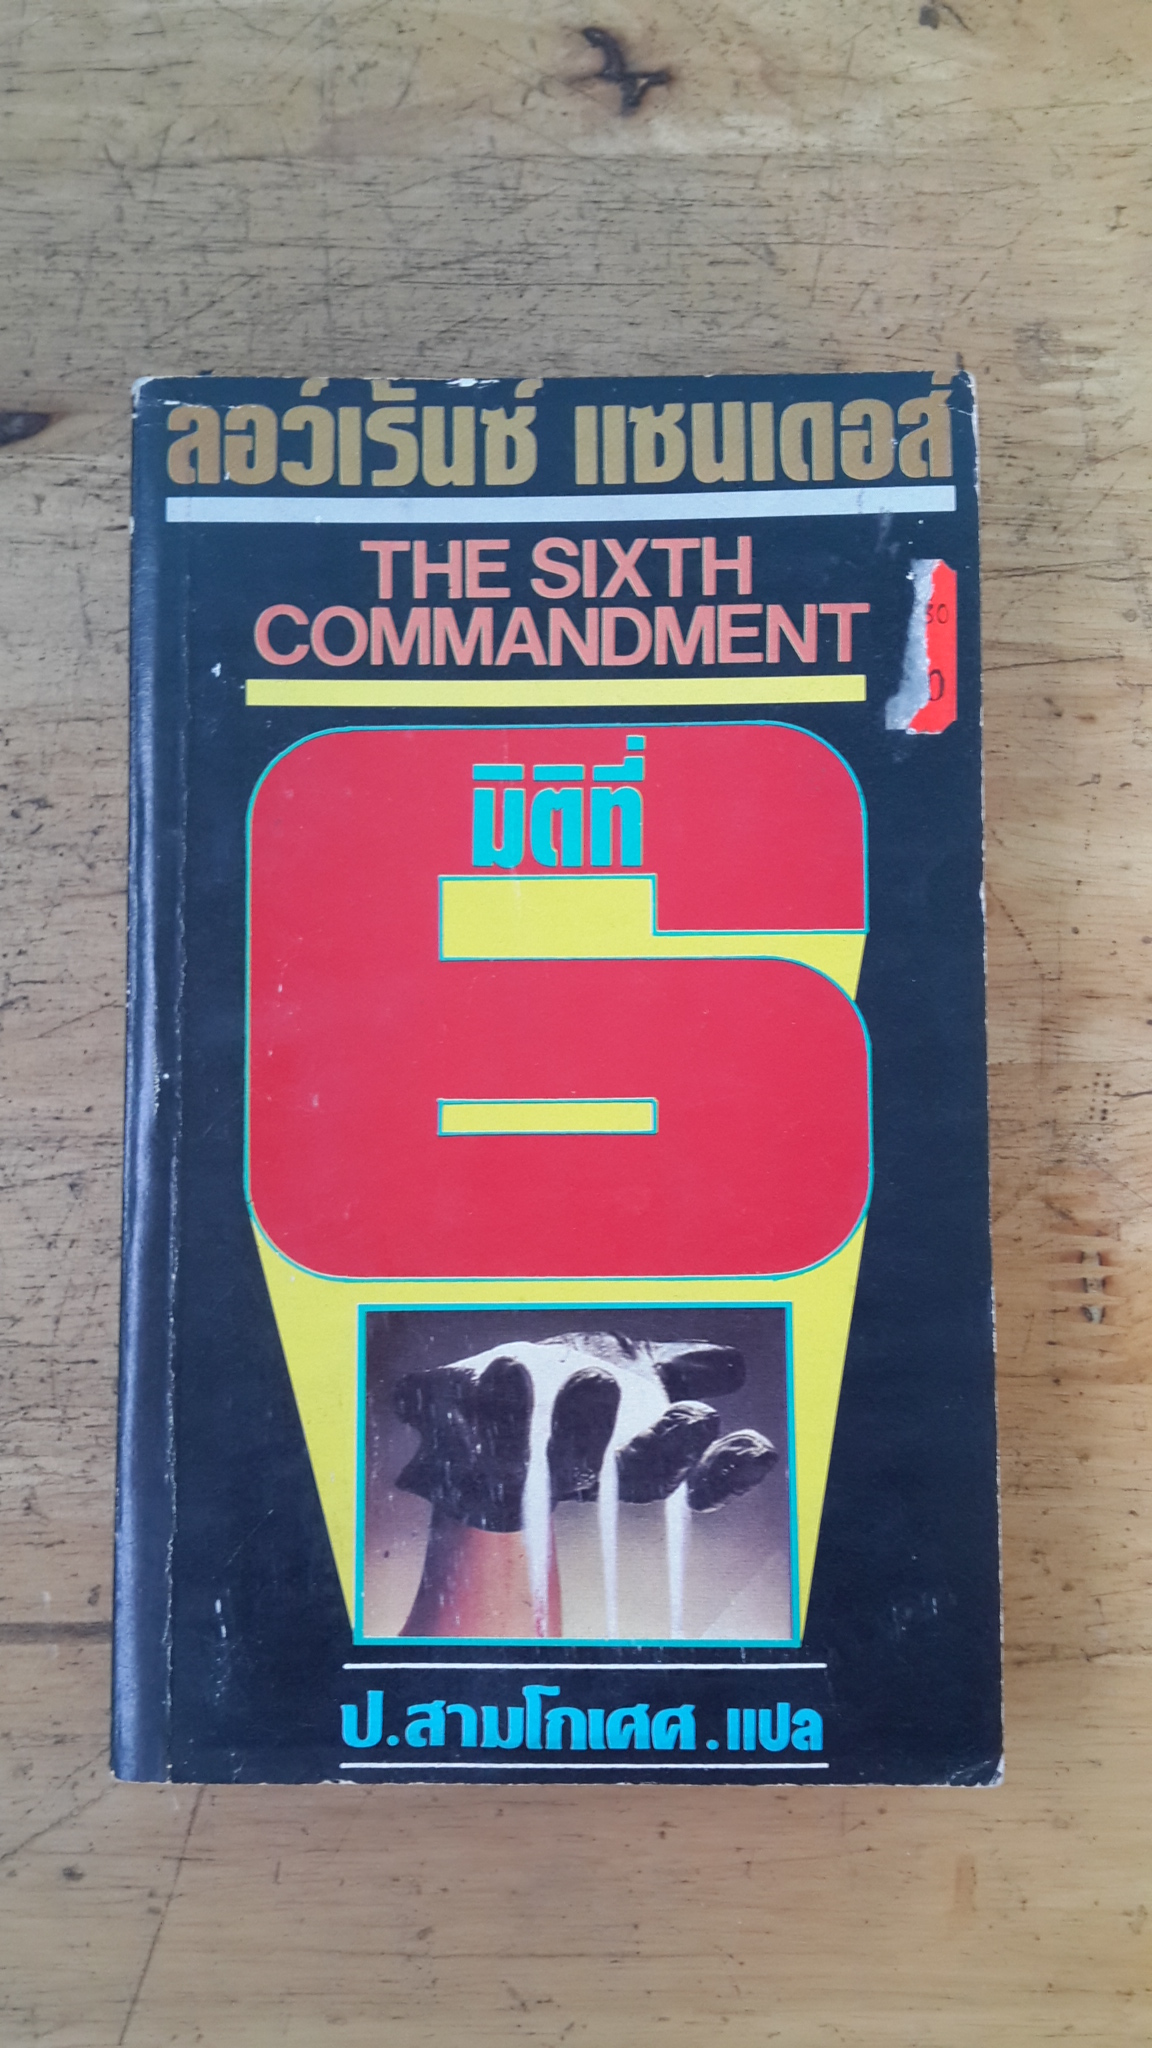 ลอว์เร้นซ์ แซนเดอส์
THE SIXTH
COMMANDMENT
มิติที่
6
ป.สามโกเศศ.แปล